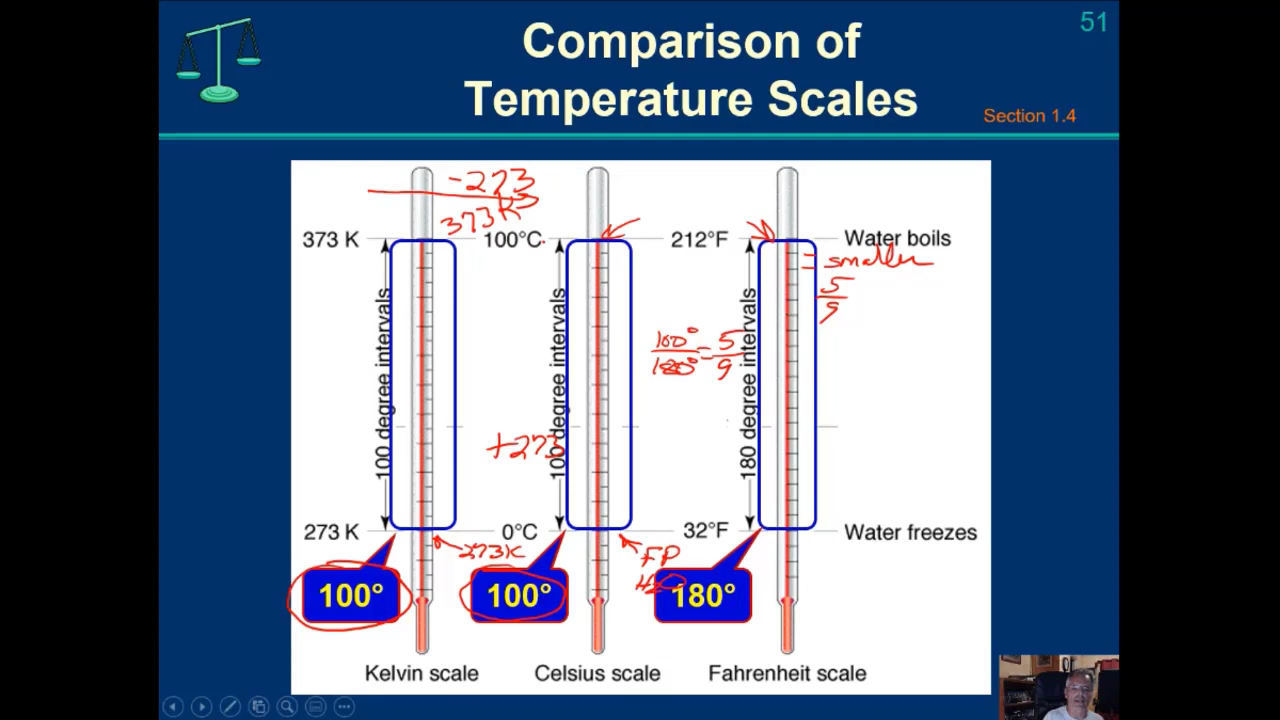 51
Comparison of
Temperature Scales
Section 1.4
-273
373K
373 K
100°C
212°F
Water boils
smaller
5
9
100° = 5
180° 9
100 degree intervals
100 degree intervals
180 degree intervals
+273
273 K
0°C
32°F
Water freezes
273K
FP
H2O
100°
100°
180°
Kelvin scale
Celsius scale
Fahrenheit scale